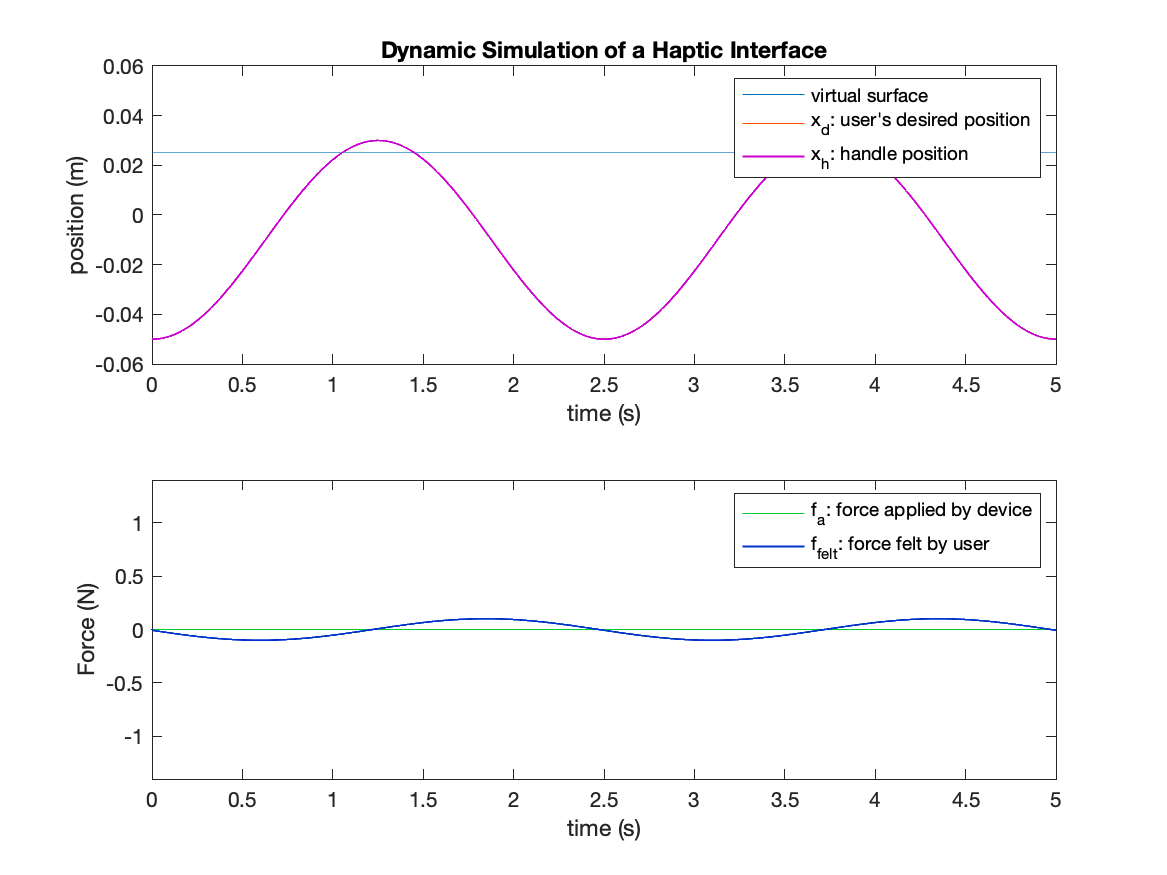 Dynamic Simulation of a Haptic Interface
0.06
0.04
0.02
0
-0.02
-0.04
-0.06
position (m)
virtual surface
x_d: user's desired position
x_h: handle position
0 0.5 1 1.5 2 2.5 3 3.5 4 4.5 5
time (s)
1
0.5
0
-0.5
-1
Force (N)
f_a: force applied by device
f_felt: force felt by user
0 0.5 1 1.5 2 2.5 3 3.5 4 4.5 5
time (s)